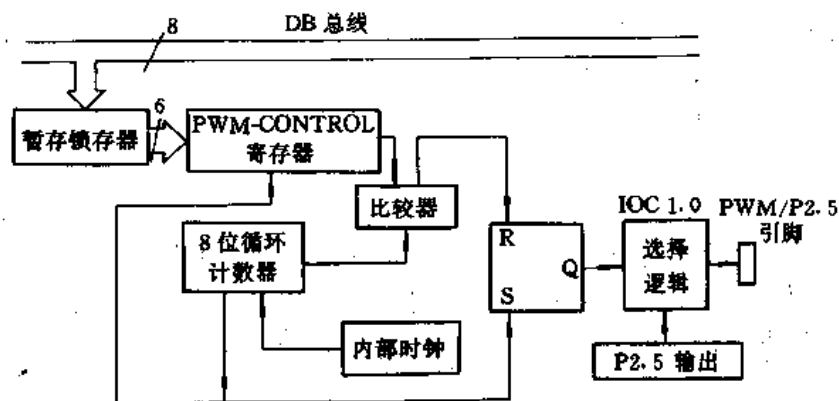 DB 总线
8
暂存锁存器
6
PWM-CONTROL
寄存器
比较器
8 位循环
计数器
内部时钟
R
S
Q
IOC 1.0
选择
逻辑
PWM/P2.5
引脚
P2.5 输出